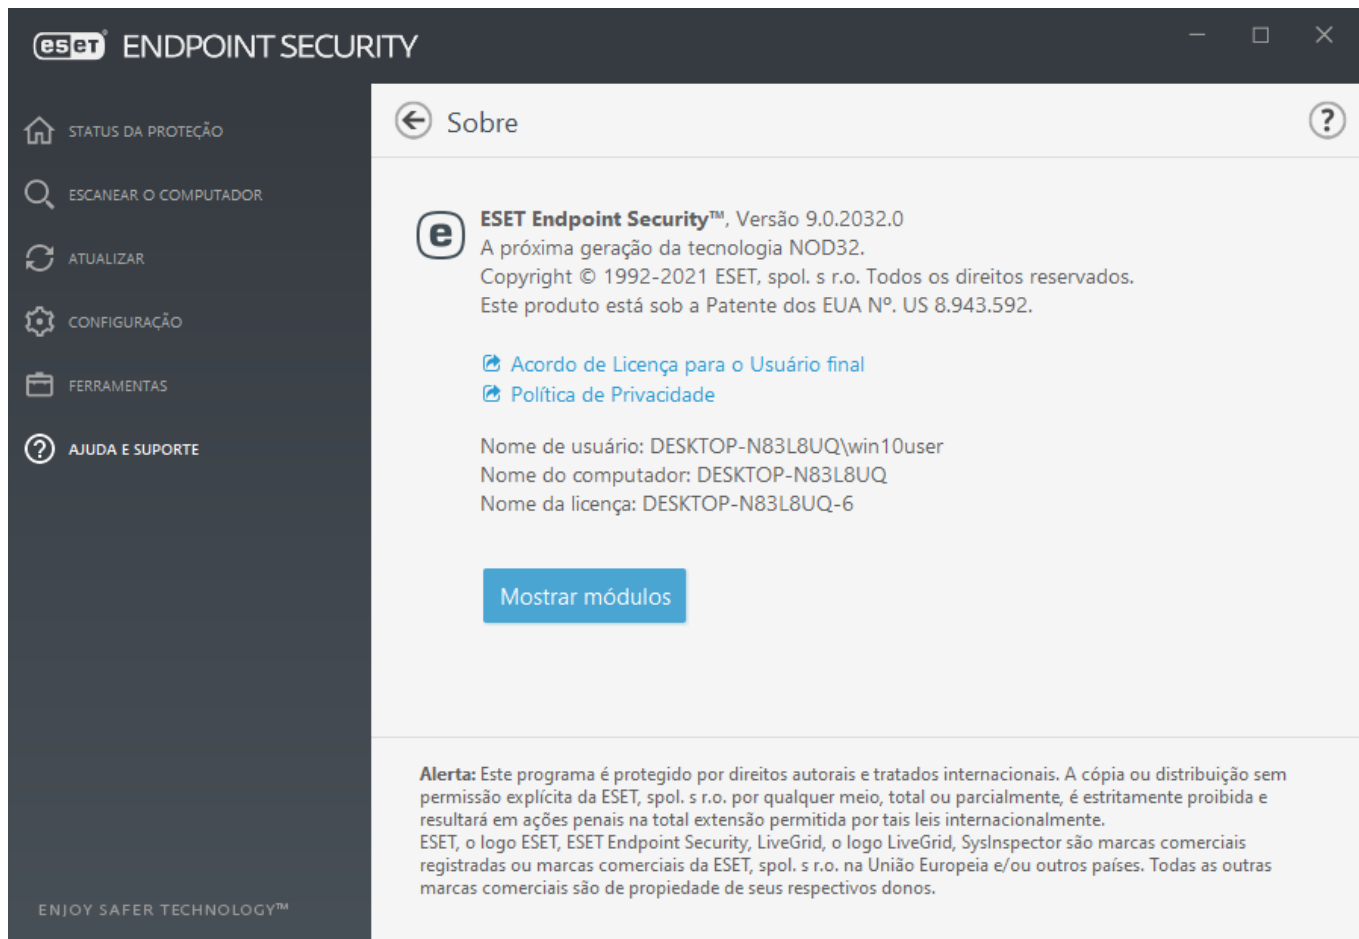 eset ENDPOINT SECURITY
STATUS DA PROTEÇÃO
ESCANEAR O COMPUTADOR
ATUALIZAR
CONFIGURAÇÃO
FERRAMENTAS
AJUDA E SUPORTE
ENJOY SAFER TECHNOLOGY™
Sobre
?
e
ESET Endpoint Security™, Versão 9.0.2032.0
A próxima geração da tecnologia NOD32.
Copyright © 1992-2021 ESET, spol. s r.o. Todos os direitos reservados.
Este produto está sob a Patente dos EUA Nº. US 8.943.592.
Acordo de Licença para o Usuário final
Política de Privacidade
Nome de usuário: DESKTOP-N83L8UQ\win10user
Nome do computador: DESKTOP-N83L8UQ
Nome da licença: DESKTOP-N83L8UQ-6
Mostrar módulos
Alerta: Este programa é protegido por direitos autorais e tratados internacionais. A cópia ou distribuição sem
permissão explícita da ESET, spol. s r.o. por qualquer meio, total ou parcialmente, é estritamente proibida e
resultará em ações penais na total extensão permitida por tais leis internacionalmente.
ESET, o logo ESET, ESET Endpoint Security, LiveGrid, o logo LiveGrid, SysInspector são marcas comerciais
registradas ou marcas comerciais da ESET, spol. s r.o. na União Europeia e/ou outros países. Todas as outras
marcas comerciais são de propiedade de seus respectivos donos.